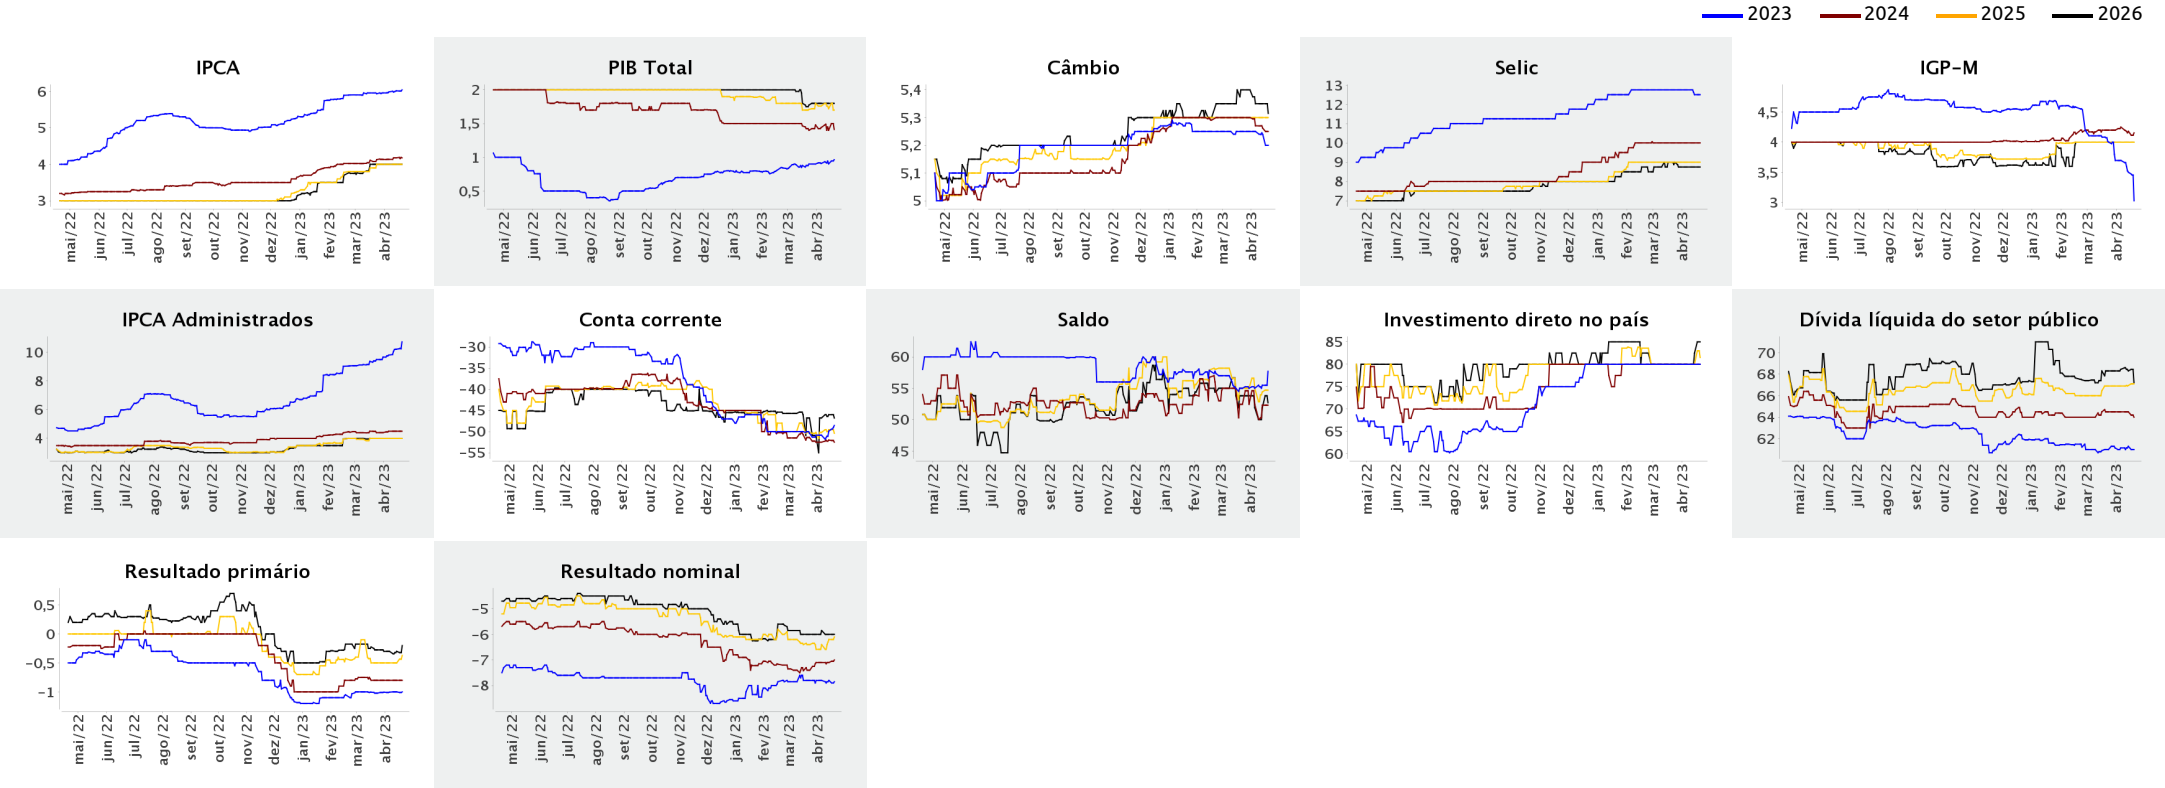 2023 2024 2025 2026
IPCA PIB Total Câmbio Selic IGP-M
6 5 4 3
mai/22 jun/22 jul/22 ago/22 set/22 out/22 nov/22 dez/22 jan/23 fev/23 mar/23 abr/23
2 1,5 1 0,5
mai/22 jun/22 jul/22 ago/22 set/22 out/22 nov/22 dez/22 jan/23 fev/23 mar/23 abr/23
5,4 5,3 5,2 5,1 5
mai/22 jun/22 jul/22 ago/22 set/22 out/22 nov/22 dez/22 jan/23 fev/23 mar/23 abr/23
13 12 11 10 9 8 7
mai/22 jun/22 jul/22 ago/22 set/22 out/22 nov/22 dez/22 jan/23 fev/23 mar/23 abr/23
4,5 4 3,5 3
mai/22 jun/22 jul/22 ago/22 set/22 out/22 nov/22 dez/22 jan/23 fev/23 mar/23 abr/23
IPCA Administrados Conta corrente Saldo Investimento direto no país Dívida líquida do setor público
10 8 6 4
mai/22 jun/22 jul/22 ago/22 set/22 out/22 nov/22 dez/22 jan/23 fev/23 mar/23 abr/23
−30 −35 −40 −45 −50 −55
mai/22 jun/22 jul/22 ago/22 set/22 out/22 nov/22 dez/22 jan/23 fev/23 mar/23 abr/23
60 55 50 45
mai/22 jun/22 jul/22 ago/22 set/22 out/22 nov/22 dez/22 jan/23 fev/23 mar/23 abr/23
85 80 75 70 65 60
mai/22 jun/22 jul/22 ago/22 set/22 out/22 nov/22 dez/22 jan/23 fev/23 mar/23 abr/23
70 68 66 64 62
mai/22 jun/22 jul/22 ago/22 set/22 out/22 nov/22 dez/22 jan/23 fev/23 mar/23 abr/23
Resultado primário Resultado nominal
0,5 0 −0,5 −1
mai/22 jun/22 jul/22 ago/22 set/22 out/22 nov/22 dez/22 jan/23 fev/23 mar/23 abr/23
−5 −6 −7 −8
mai/22 jun/22 jul/22 ago/22 set/22 out/22 nov/22 dez/22 jan/23 fev/23 mar/23 abr/23